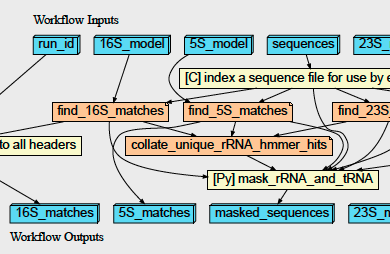 Workflow Inputs
run_id 16S_model 5S_model sequences 23S_
[C] index a sequence file for use by e
find_16S_matches find_5S_matches find_23S
to all headers collate_unique_rRNA_hmmer_hits
[Py] mask_rRNA_and_tRNA
16S_matches 5S_matches masked_sequences 23S_m
Workflow Outputs